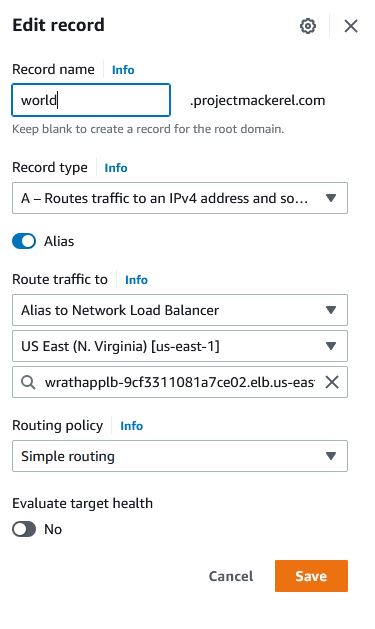 Edit record
Record name Info
world .projectmackerel.com
Keep blank to create a record for the root domain.
Record type Info
A – Routes traffic to an IPv4 address and so...
Alias
Route traffic to Info
Alias to Network Load Balancer
US East (N. Virginia) [us-east-1]
wrathapplb-9cf3311081a7ce02.elb.us-eas
Routing policy Info
Simple routing
Evaluate target health
No
Cancel Save